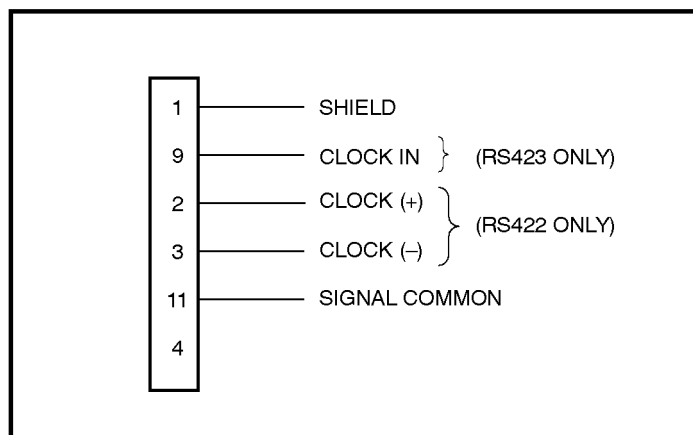 1 SHIELD
9 CLOCK IN } (RS423 ONLY)
2 CLOCK (+)
} (RS422 ONLY)
3 CLOCK (–)
11 SIGNAL COMMON
4